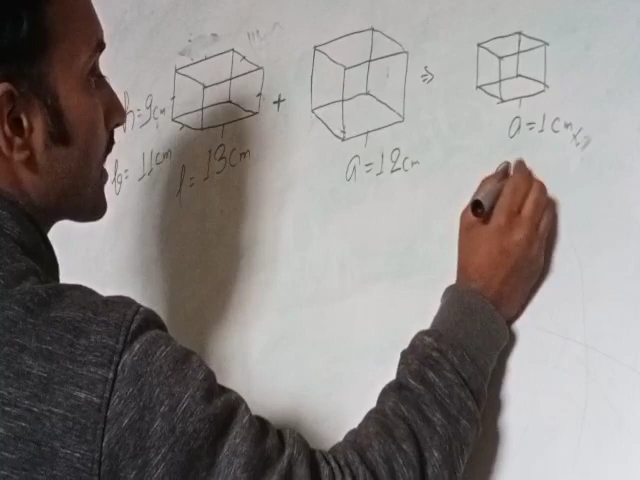 h=9cm
b=11cm
l=13cm
+
a=12cm
⇒
a=1cm